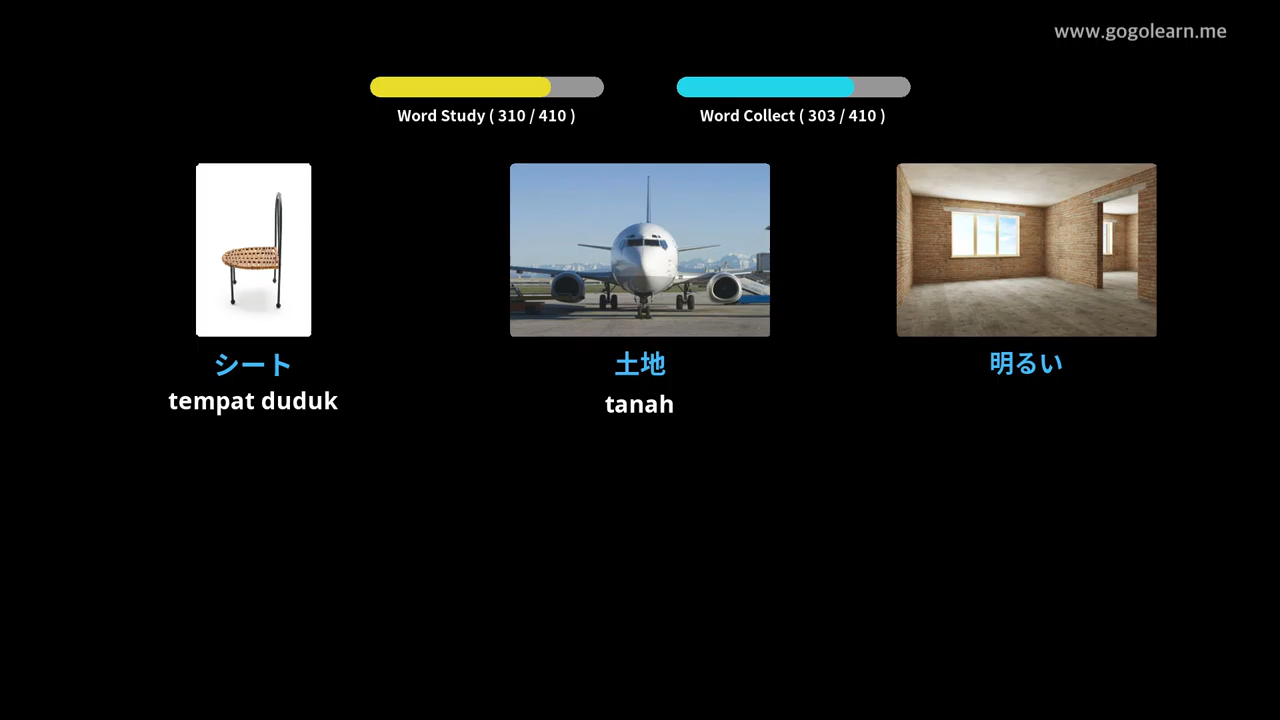 www.gogolearn.me
Word Study ( 310 / 410 )
Word Collect ( 303 / 410 )
シート
tempat duduk
土地
tanah
明るい